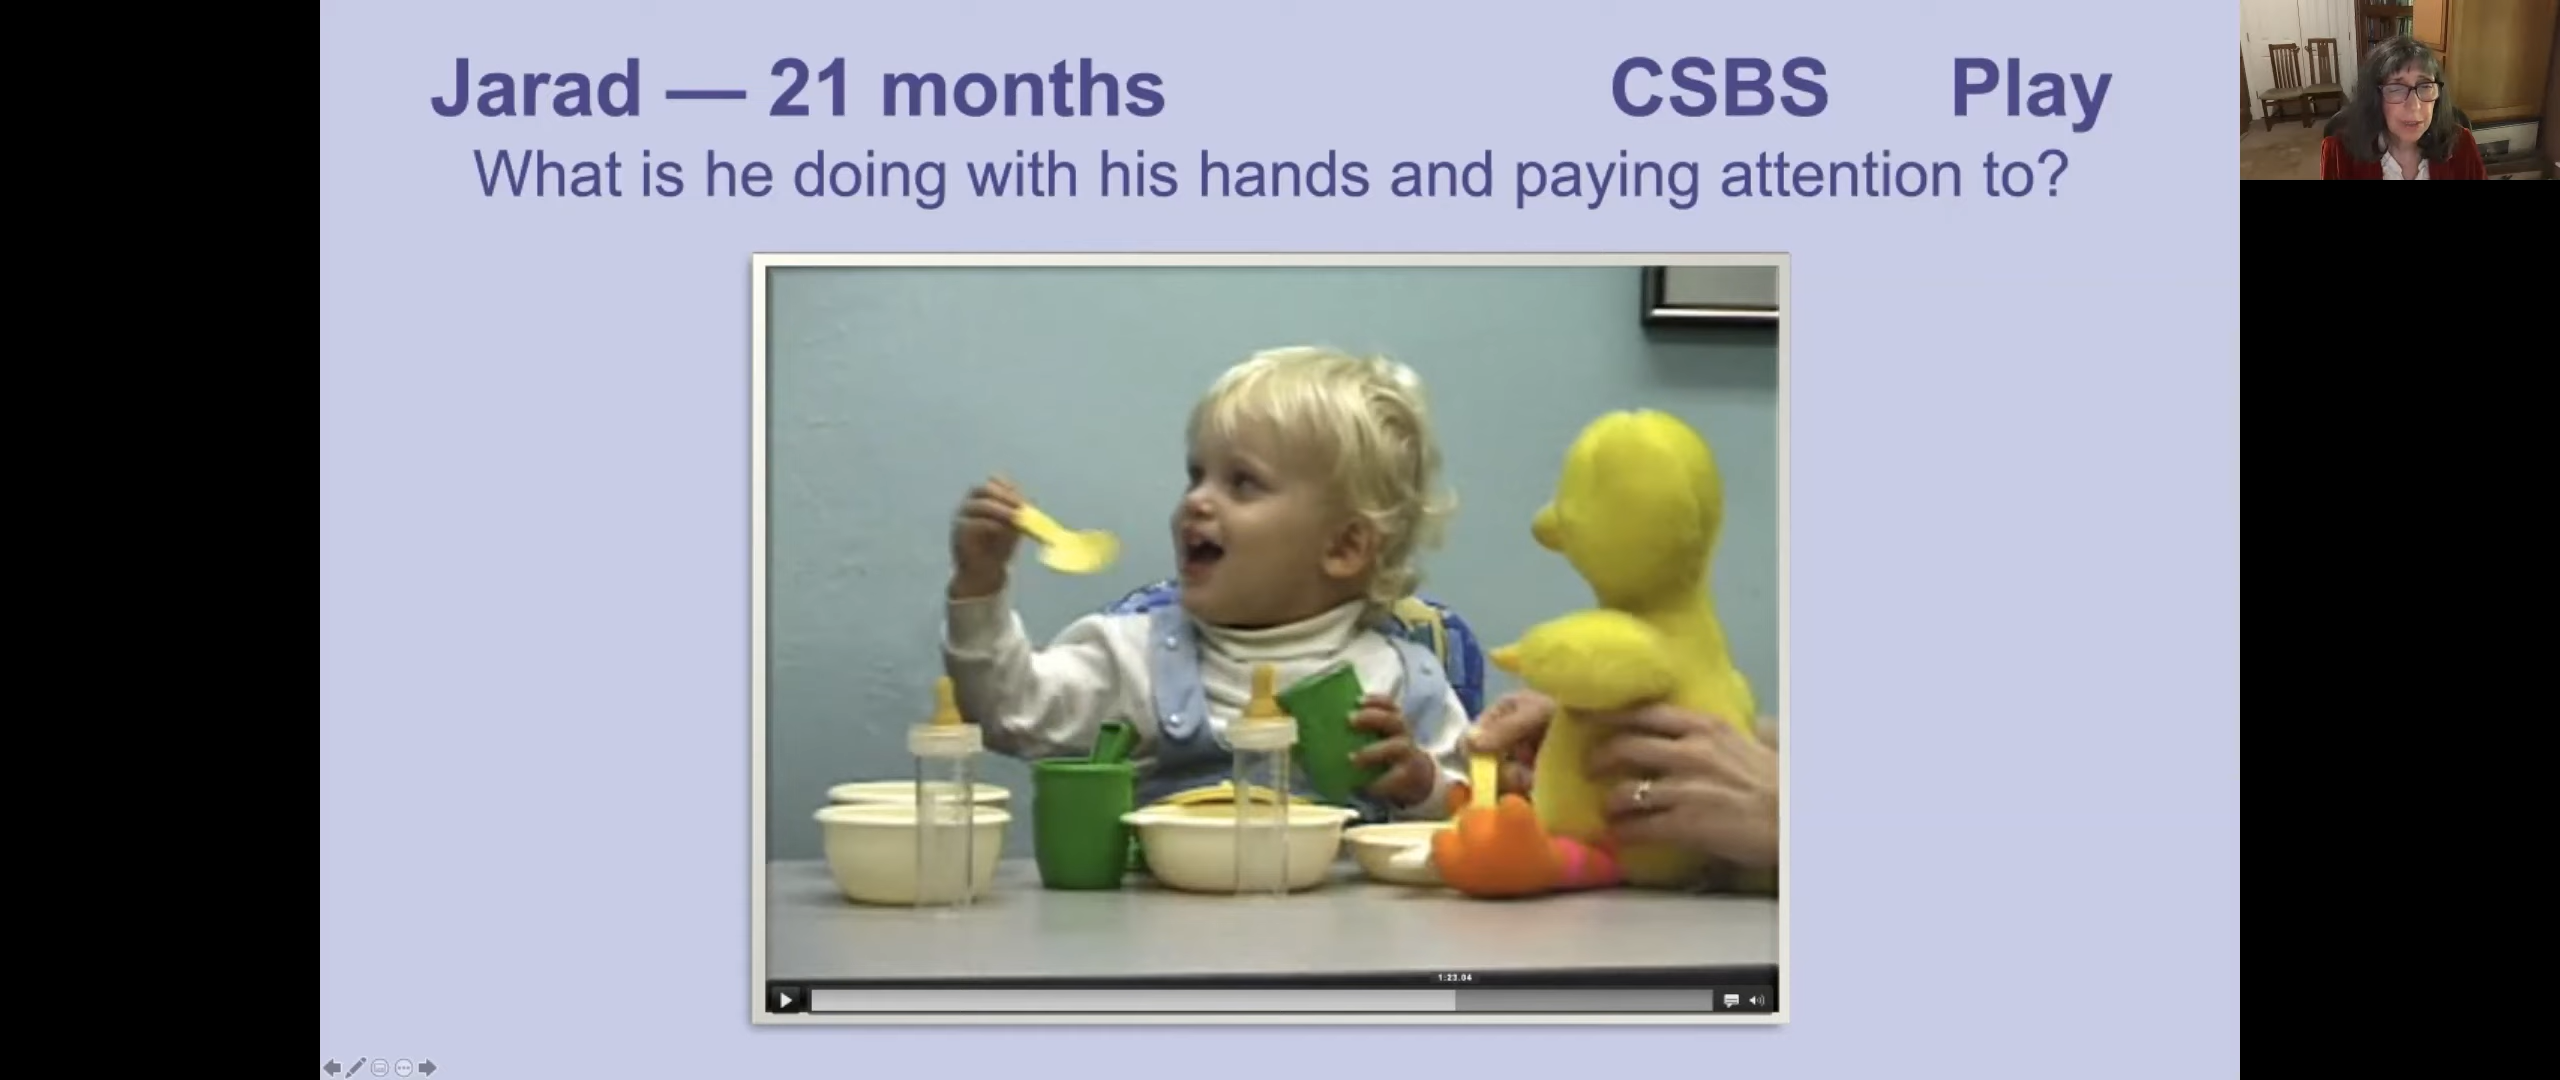 Jarad — 21 months CSBS Play
What is he doing with his hands and paying attention to?
1:23.04